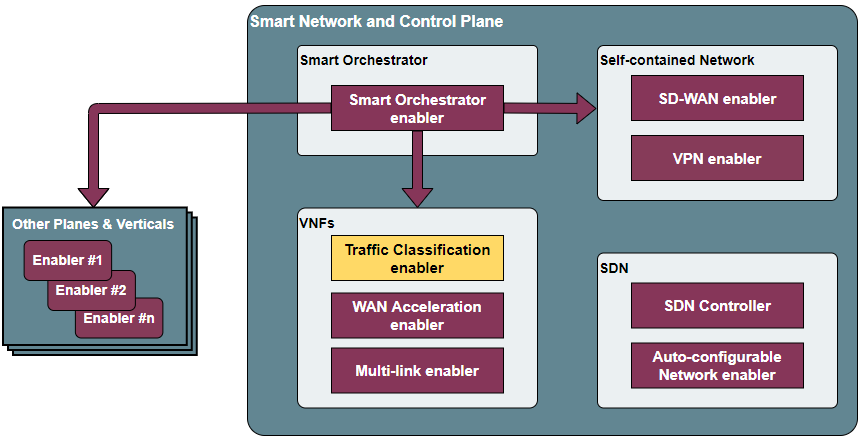 Smart Network and Control Plane
Smart Orchestrator
Smart Orchestrator
enabler
Self-contained Network
SD-WAN enabler
VPN enabler
Other Planes & Verticals
Enabler #1
Enabler #2
Enabler #n
VNFs
Traffic Classification
enabler
WAN Acceleration
enabler
Multi-link enabler
SDN
SDN Controller
Auto-configurable
Network enabler